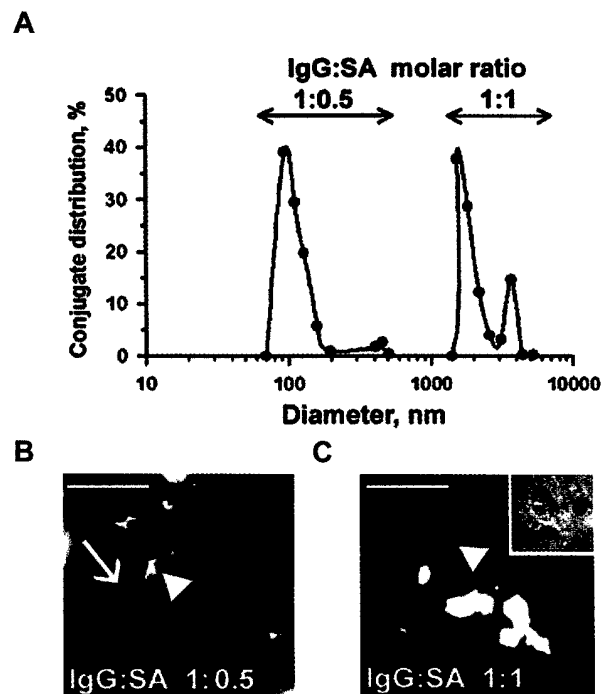 A
IgG:SA molar ratio
1:0.5
1:1
Conjugate distribution, %
50
40
30
20
10
0
10
100
1000
10000
Diameter, nm
B
C
IgG:SA 1:0.5
IgG:SA 1:1